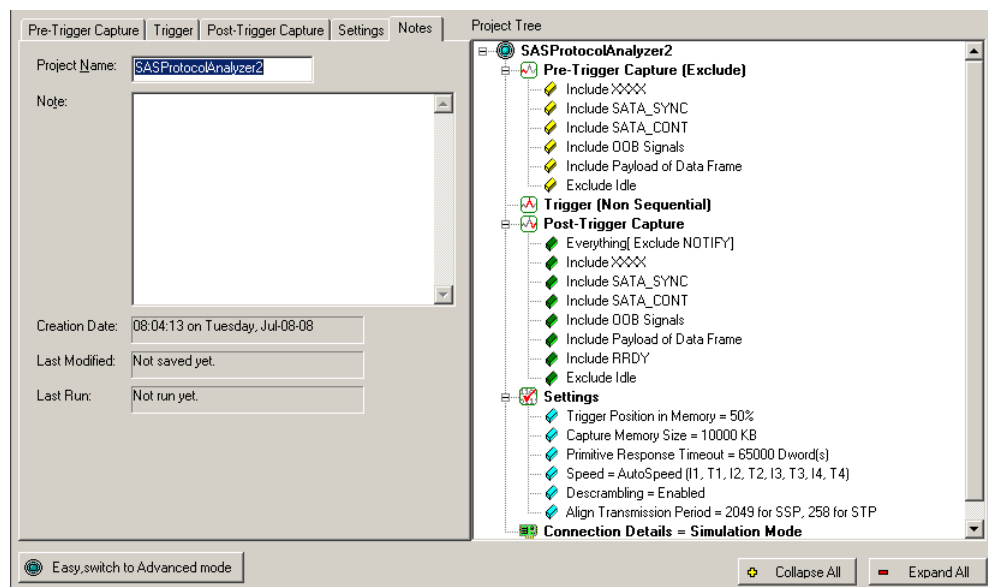 Pre-Trigger Capture
Trigger
Post-Trigger Capture
Settings
Notes
Project Name:
SASProtocolAnalyzer2
Note:
Creation Date:
08:04:13 on Tuesday, Jul-08-08
Last Modified:
Not saved yet.
Last Run:
Not run yet.
Easy,switch to Advanced mode
Project Tree
SASProtocolAnalyzer2
Pre-Trigger Capture (Exclude)
Include XXXX
Include SATA_SYNC
Include SATA_CONT
Include OOB Signals
Include Payload of Data Frame
Exclude Idle
Trigger (Non Sequential)
Post-Trigger Capture
Everything[ Exclude NOTIFY]
Include XXXX
Include SATA_SYNC
Include SATA_CONT
Include OOB Signals
Include Payload of Data Frame
Include RRDY
Exclude Idle
Settings
Trigger Position in Memory = 50%
Capture Memory Size = 10000 KB
Primitive Response Timeout = 65000 Dword(s)
Speed = AutoSpeed (I1, T1, I2, T2, I3, T3, I4, T4)
Descrambling = Enabled
Align Transmission Period = 2049 for SSP, 258 for STP
Connection Details = Simulation Mode
Collapse All
Expand All